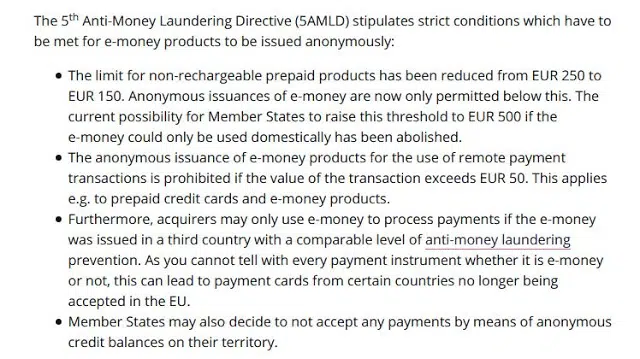 The 5th Anti-Money Laundering Directive (5AMLD) stipulates strict conditions which have to
be met for e-money products to be issued anonymously:
• The limit for non-rechargeable prepaid products has been reduced from EUR 250 to
EUR 150. Anonymous issuances of e-money are now only permitted below this. The
current possibility for Member States to raise this threshold to EUR 500 if the
e-money could only be used domestically has been abolished.
• The anonymous issuance of e-money products for the use of remote payment
transactions is prohibited if the value of the transaction exceeds EUR 50. This applies
e.g. to prepaid credit cards and e-money products.
• Furthermore, acquirers may only use e-money to process payments if the e-money
was issued in a third country with a comparable level of anti-money laundering
prevention. As you cannot tell with every payment instrument whether it is e-money
or not, this can lead to payment cards from certain countries no longer being
accepted in the EU.
• Member States may also decide to not accept any payments by means of anonymous
credit balances on their territory.